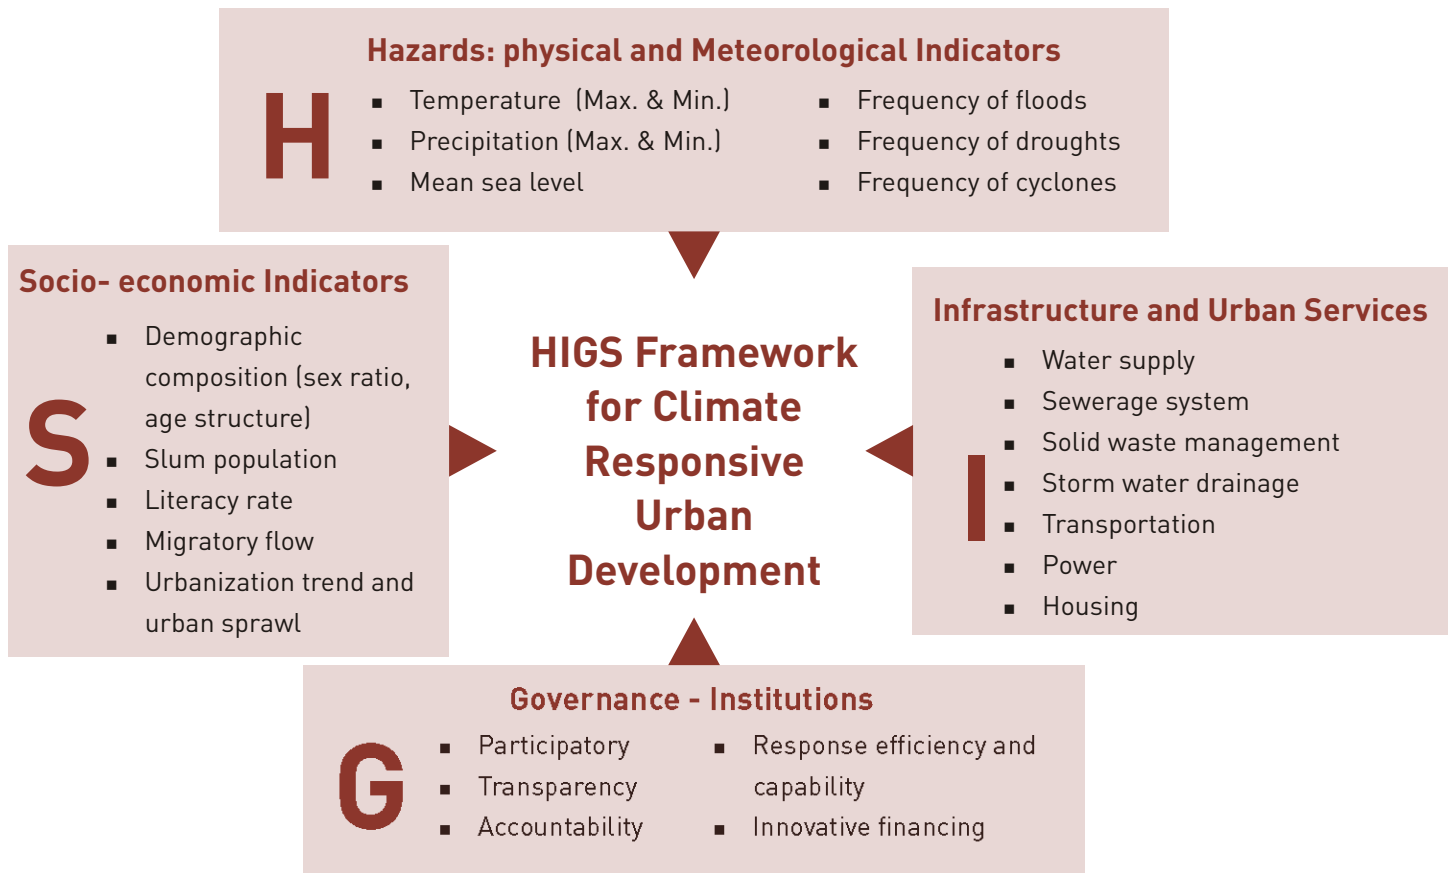 Hazards: physical and Meteorological Indicators
H
▪ Temperature (Max. & Min.)
▪ Precipitation (Max. & Min.)
▪ Mean sea level
▪ Frequency of floods
▪ Frequency of droughts
▪ Frequency of cyclones
Socio- economic Indicators
S
▪ Demographic
composition (sex ratio,
age structure)
▪ Slum population
▪ Literacy rate
▪ Migratory flow
▪ Urbanization trend and
urban sprawl
HIGS Framework
for Climate
Responsive
Urban
Development
Infrastructure and Urban Services
I
▪ Water supply
▪ Sewerage system
▪ Solid waste management
▪ Storm water drainage
▪ Transportation
▪ Power
▪ Housing
Governance - Institutions
G
▪ Participatory
▪ Transparency
▪ Accountability
▪ Response efficiency and
capability
▪ Innovative financing